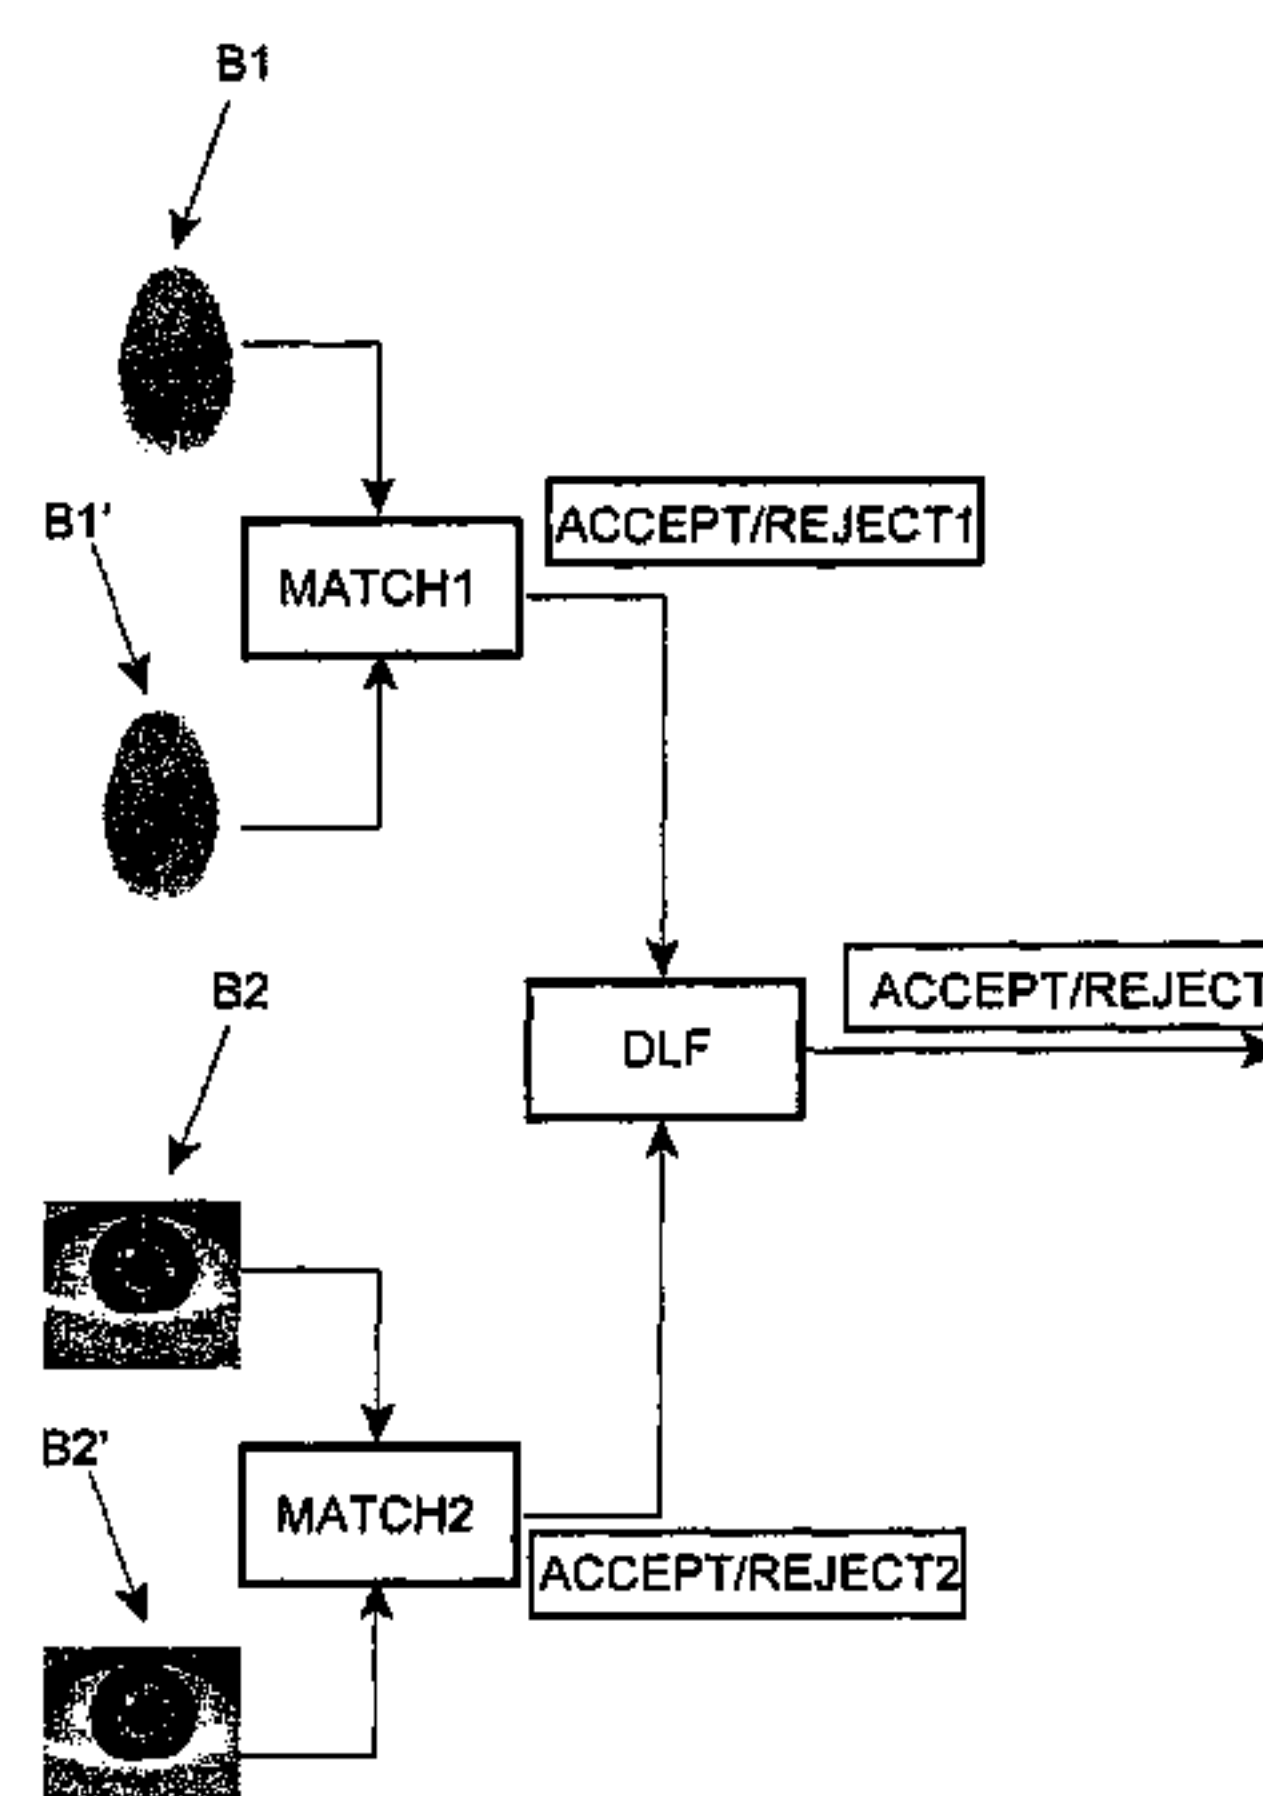 B1
B1'
ACCEPT/REJECT1
MATCH1
B2
ACCEPT/REJECT
DLF
B2'
MATCH2
ACCEPT/REJECT2